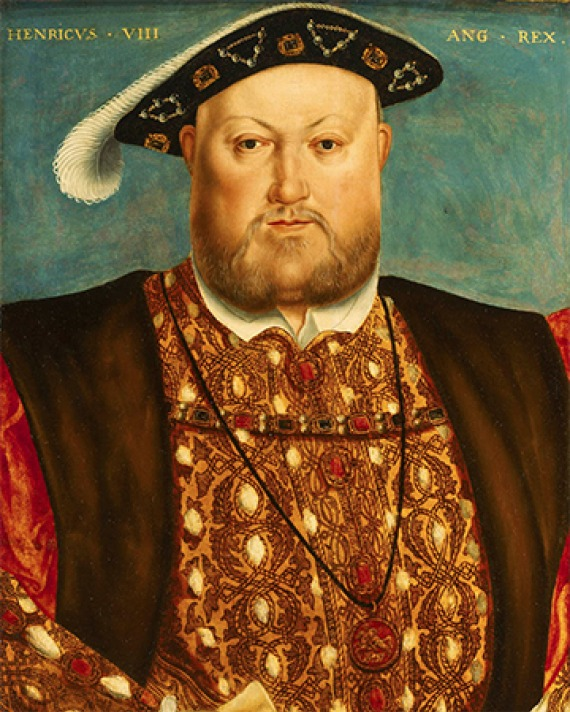 HENRICVS · VIII ANG · REX .